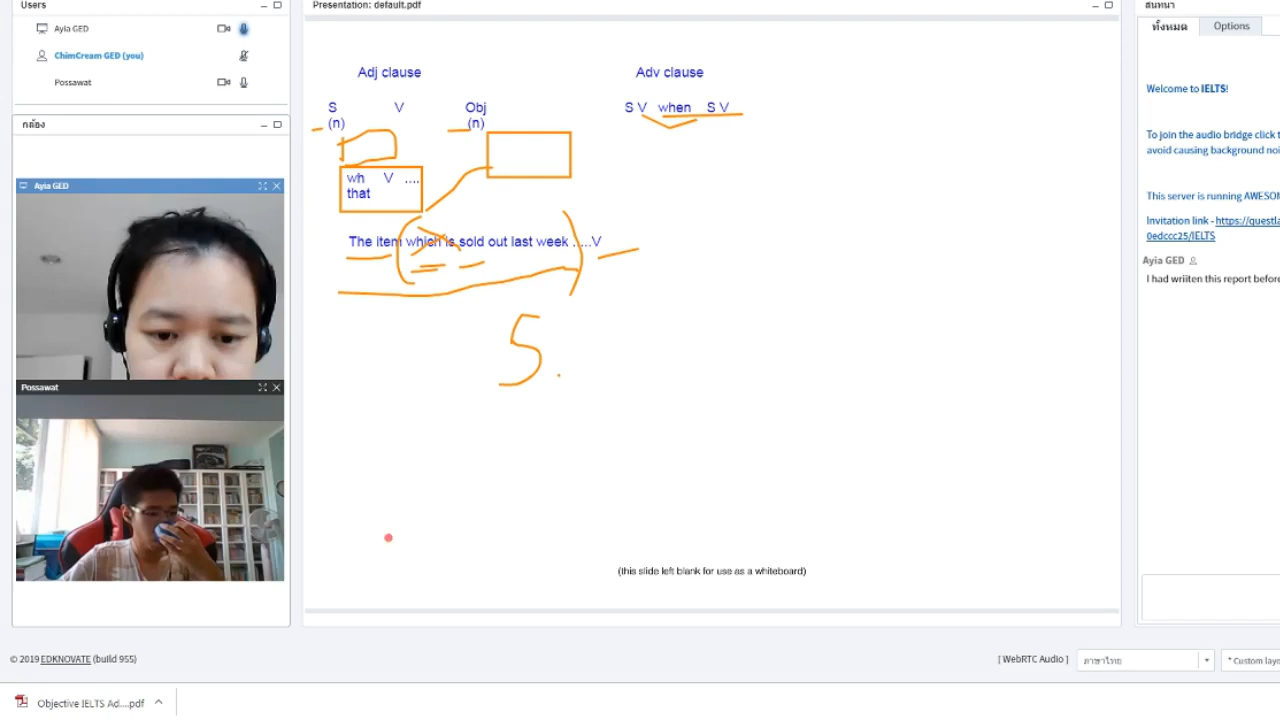 Users
Ayia GED
ChimCream GED (you)
Possawat
กล้อง
Ayia GED
Possawat
Presentation: default.pdf
Adj clause
Adv clause
S V Obj
(n) (n)
S V when S V
wh V ....
that
The item which is sold out last week .....V
5.
(this slide left blank for use as a whiteboard)
สนทนา
ทั้งหมด Options
Welcome to IELTS!
To join the audio bridge click t
avoid causing background noi
This server is running AWESO
Invitation link - https://questla
0edccc25/IELTS
Ayia GED
I had wriiten this report before
© 2019 EDKNOVATE (build 955)
[ WebRTC Audio ] ภาษาไทย * Custom layo
Objective IELTS Ad....pdf